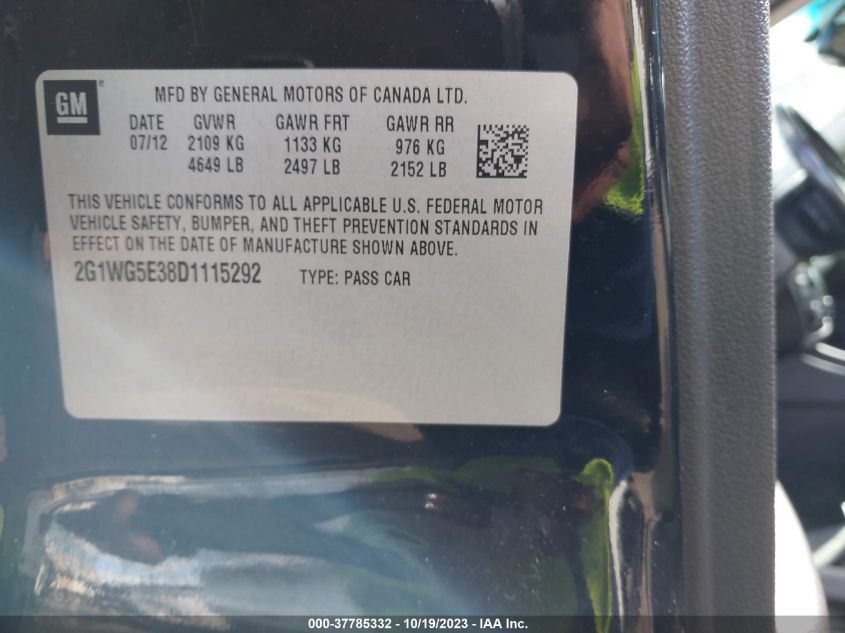 GM ®
MFD BY GENERAL MOTORS OF CANADA LTD.
DATE GVWR GAWR FRT GAWR RR
07/12 2109 KG 1133 KG 976 KG
4649 LB 2497 LB 2152 LB
THIS VEHICLE CONFORMS TO ALL APPLICABLE U.S. FEDERAL MOTOR
VEHICLE SAFETY, BUMPER, AND THEFT PREVENTION STANDARDS IN
EFFECT ON THE DATE OF MANUFACTURE SHOWN ABOVE.
2G1WG5E38D1115292 TYPE: PASS CAR
000-37785332 - 10/19/2023 - IAA Inc.